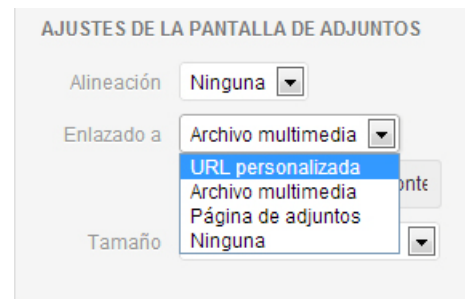 AJUSTES DE LA PANTALLA DE ADJUNTOS
Alineación Ninguna
Enlazado a Archivo multimedia
URL personalizada
Archivo multimedia
Página de adjuntos
Tamaño Ninguna